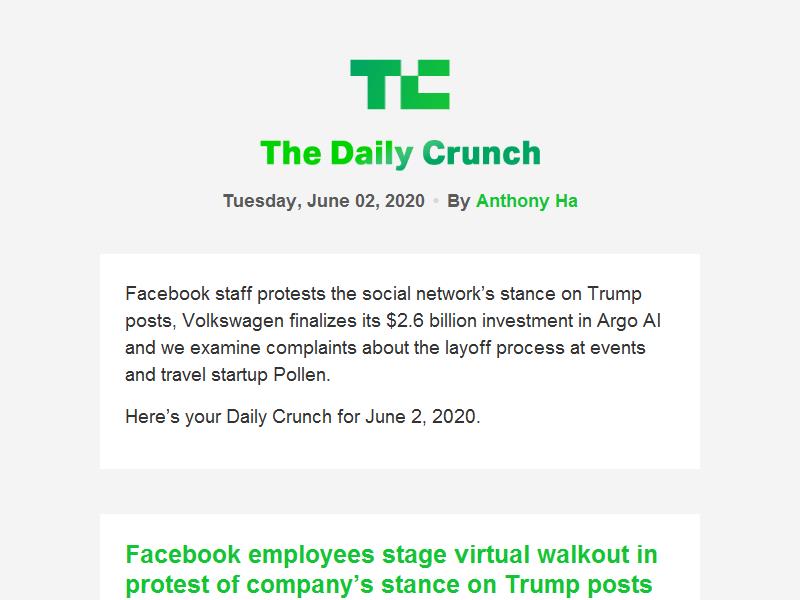 TC
The Daily Crunch
Tuesday, June 02, 2020 • By Anthony Ha
Facebook staff protests the social network’s stance on Trump
posts, Volkswagen finalizes its $2.6 billion investment in Argo AI
and we examine complaints about the layoff process at events
and travel startup Pollen.
Here’s your Daily Crunch for June 2, 2020.
Facebook employees stage virtual walkout in
protest of company’s stance on Trump posts